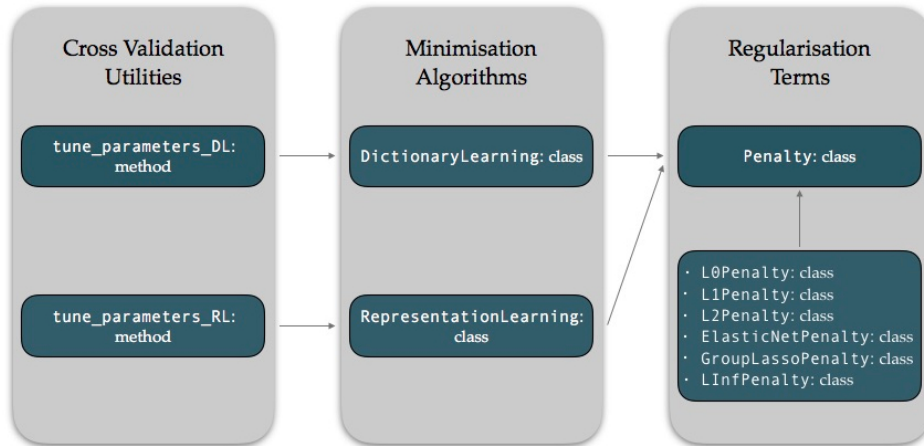 Cross Validation
Utilities
tune_parameters_DL:
method
tune_parameters_RL:
method
Minimisation
Algorithms
DictionaryLearning: class
RepresentationLearning:
class
Regularisation
Terms
Penalty: class
· L0Penalty: class
· L1Penalty: class
· L2Penalty: class
· ElasticNetPenalty: class
· GroupLassoPenalty: class
· LInfPenalty: class